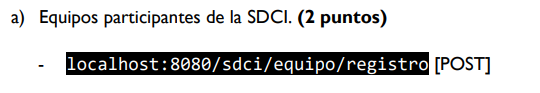 a) Equipos participantes de la SDCI. (2 puntos)
- localhost:8080/sdci/equipo/registro [POST]